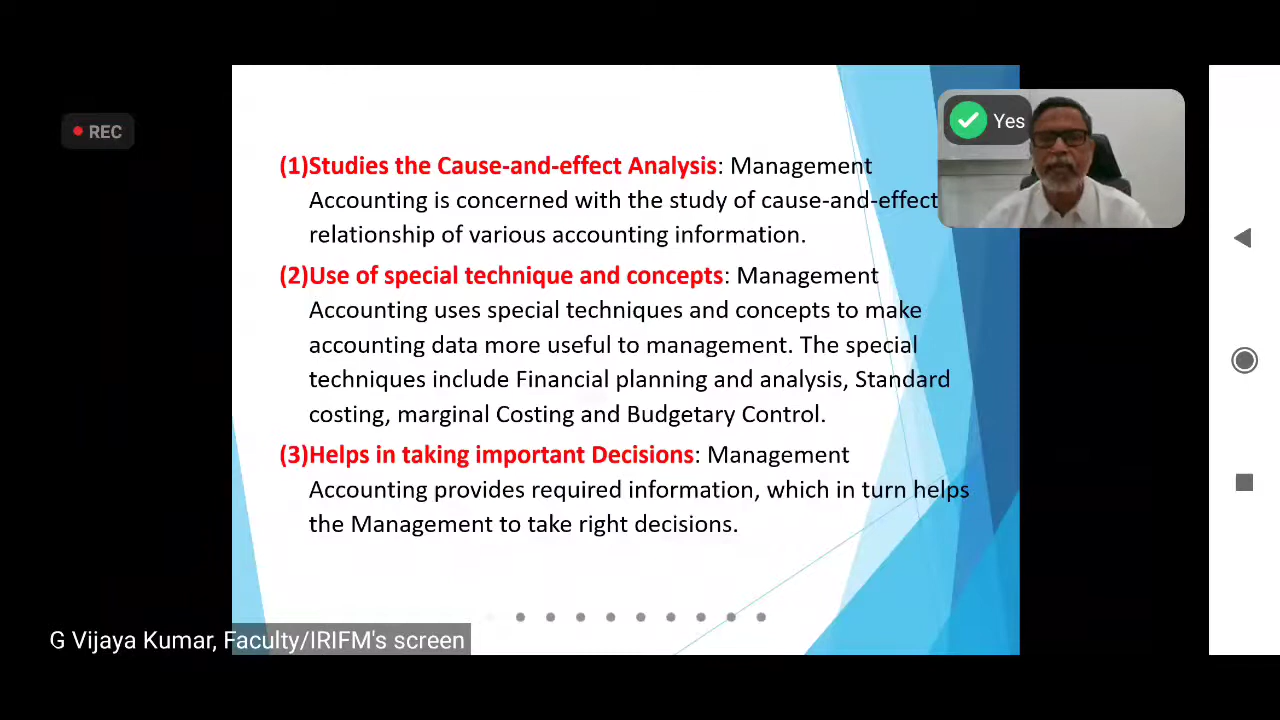 REC
Yes
(1)Studies the Cause-and-effect Analysis: Management
Accounting is concerned with the study of cause-and-effect
relationship of various accounting information.
(2)Use of special technique and concepts: Management
Accounting uses special techniques and concepts to make
accounting data more useful to management. The special
techniques include Financial planning and analysis, Standard
costing, marginal Costing and Budgetary Control.
(3)Helps in taking important Decisions: Management
Accounting provides required information, which in turn helps
the Management to take right decisions.
G Vijaya Kumar, Faculty/IRIFM's screen